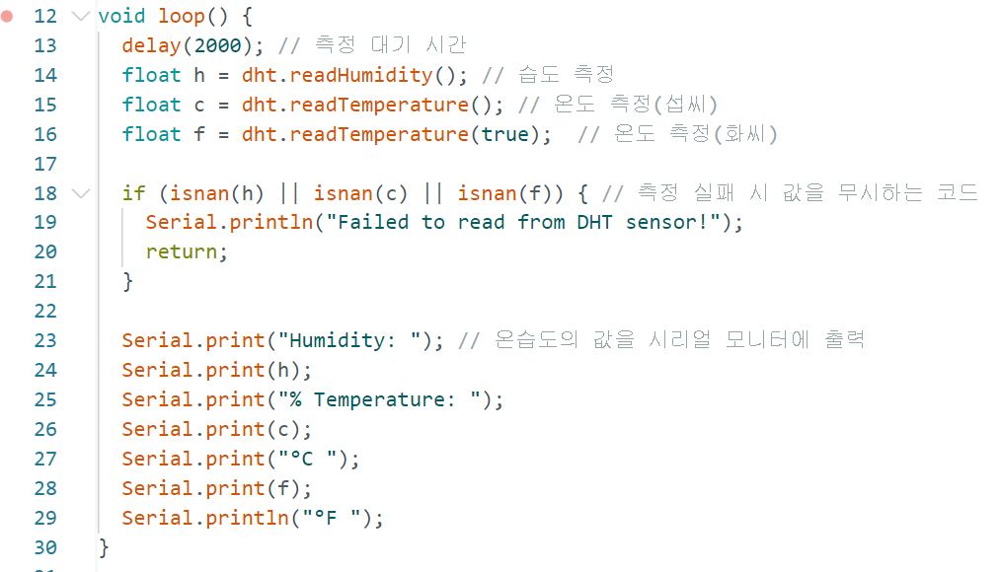 12 void loop() {
13 delay(2000); // 측정 대기 시간
14 float h = dht.readHumidity(); // 습도 측정
15 float c = dht.readTemperature(); // 온도 측정(섭씨)
16 float f = dht.readTemperature(true);  // 온도 측정(화씨)
17
18 if (isnan(h) || isnan(c) || isnan(f)) { // 측정 실패 시 값을 무시하는 코드
19 Serial.println("Failed to read from DHT sensor!");
20 return;
21 }
22
23 Serial.print("Humidity: "); // 온습도의 값을 시리얼 모니터에 출력
24 Serial.print(h);
25 Serial.print("% Temperature: ");
26 Serial.print(c);
27 Serial.print("°C ");
28 Serial.print(f);
29 Serial.println("°F ");
30 }